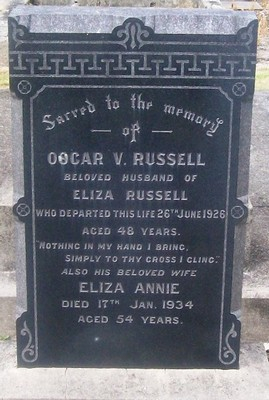 Sacred to the memory
of
OSCAR V. RUSSELL
BELOVED HUSBAND OF
ELIZA RUSSELL
WHO DEPARTED THIS LIFE 26TH JUNE 1926
AGED 48 YEARS.
"NOTHING IN MY HAND I BRING,
SIMPLY TO THY CROSS I CLING."
ALSO HIS BELOVED WIFE
ELIZA ANNIE
DIED 17TH JAN. 1934
AGED 54 YEARS.